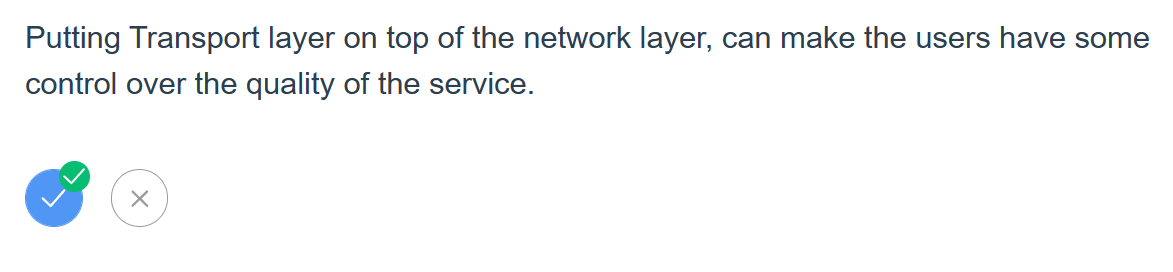 Putting Transport layer on top of the network layer, can make the users have some
control over the quality of the service.